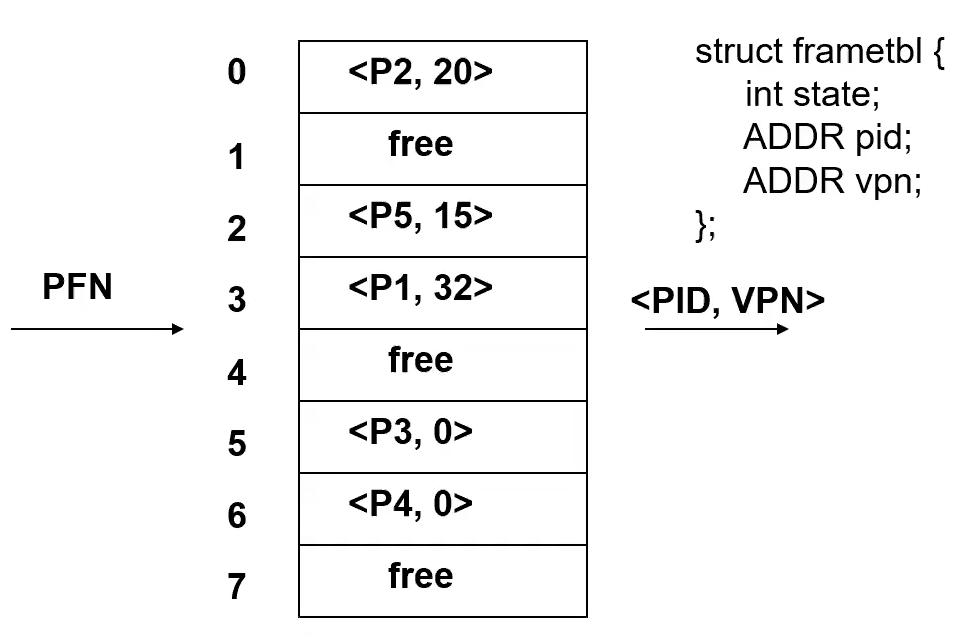 0 <P2, 20>
1 free
2 <P5, 15>
3 <P1, 32>
4 free
5 <P3, 0>
6 <P4, 0>
7 free
PFN
<PID, VPN>
struct frametbl {
int state;
ADDR pid;
ADDR vpn;
};